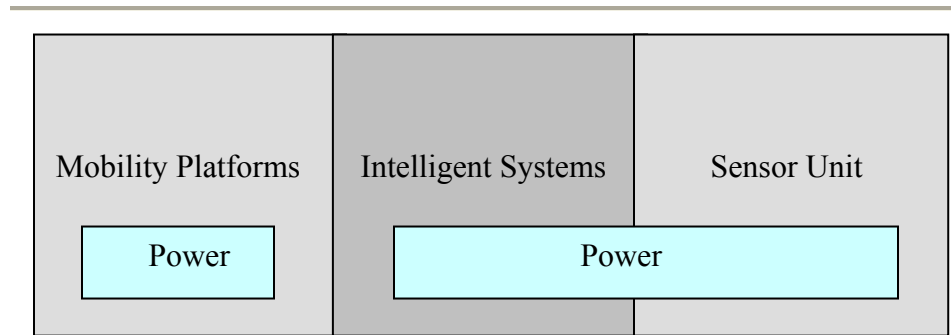 Mobility Platforms
Intelligent Systems
Sensor Unit
Power
Power